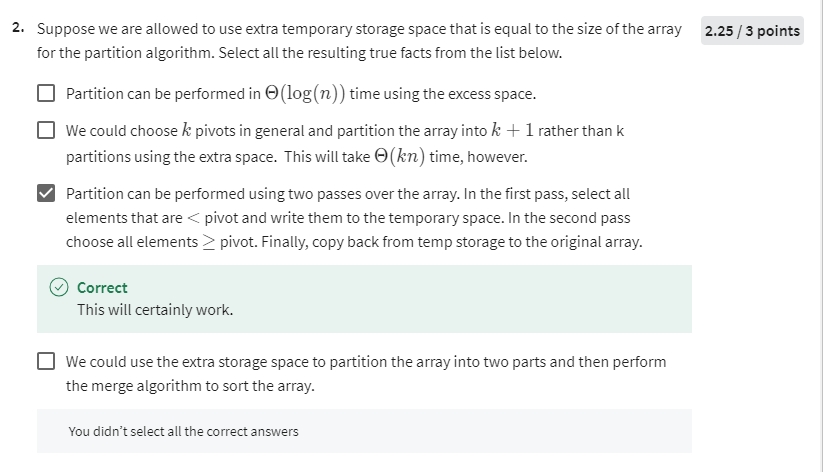 2. Suppose we are allowed to use extra temporary storage space that is equal to the size of the array
for the partition algorithm. Select all the resulting true facts from the list below.
2.25 / 3 points
Partition can be performed in Θ(log(n)) time using the excess space.
We could choose k pivots in general and partition the array into k + 1 rather than k
partitions using the extra space. This will take Θ(kn) time, however.
Partition can be performed using two passes over the array. In the first pass, select all
elements that are < pivot and write them to the temporary space. In the second pass
choose all elements ≥ pivot. Finally, copy back from temp storage to the original array.
Correct
This will certainly work.
We could use the extra storage space to partition the array into two parts and then perform
the merge algorithm to sort the array.
You didn't select all the correct answers